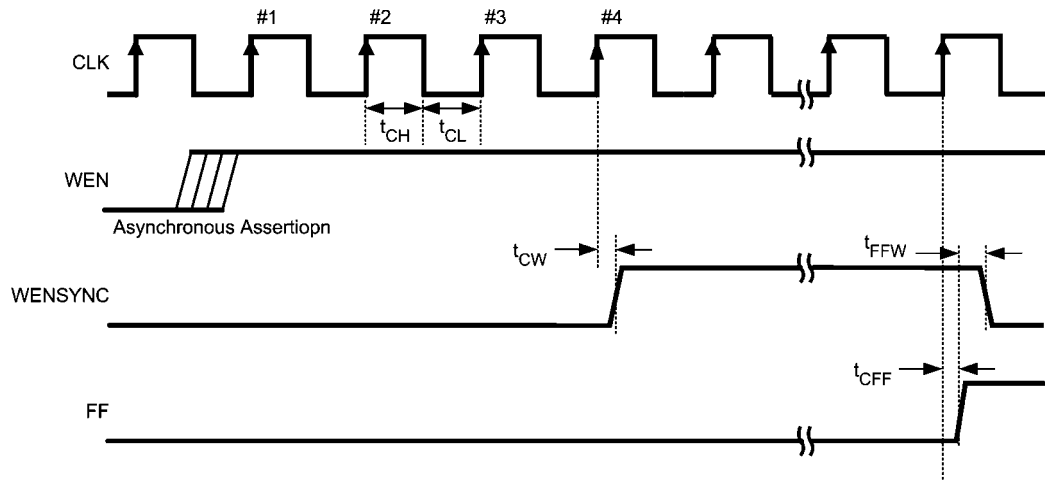 #1 #2 #3 #4
CLK
tCH tCL
WEN
Asynchronous Assertiopn
tCW tFFW
WENSYNC
tCFF
FF